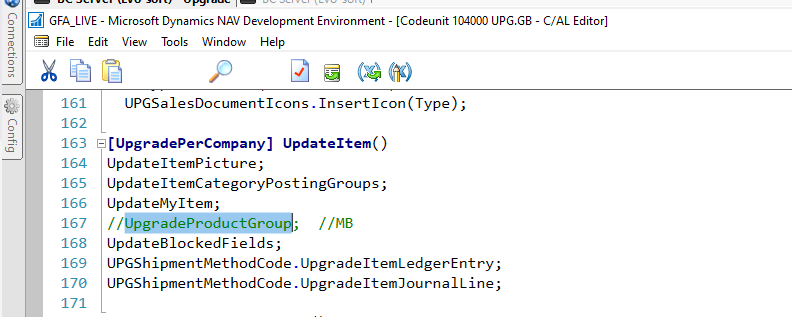 GFA_LIVE - Microsoft Dynamics NAV Development Environment - [Codeunit 104000 UPG.GB - C/AL Editor]
File Edit View Tools Window Help
Connections
Config
161 UPGSalesDocumentIcons.InsertIcon(Type);
162
163 [UpgradePerCompany] UpdateItem()
164 UpdateItemPicture;
165 UpdateItemCategoryPostingGroups;
166 UpdateMyItem;
167 //UpgradeProductGroup; //MB
168 UpdateBlockedFields;
169 UPGShipmentMethodCode.UpgradeItemLedgerEntry;
170 UPGShipmentMethodCode.UpgradeItemJournalLine;
171